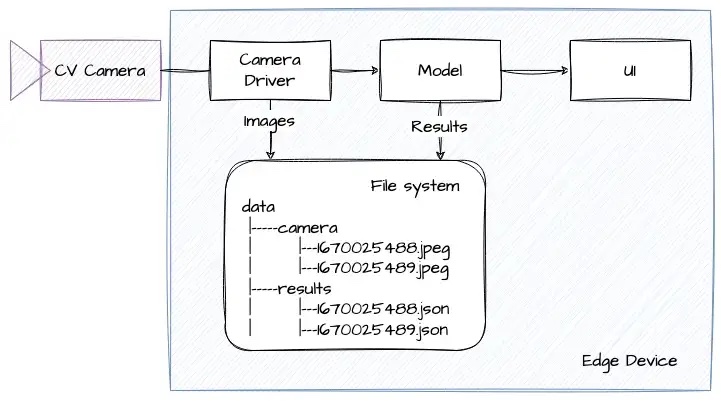 CV Camera
Camera
Driver
Model
UI
Images
Results
File system
data
|-----camera
| |---1670025488.jpeg
| |---1670025489.jpeg
|-----results
| |---1670025488.json
| |---1670025489.json
Edge Device